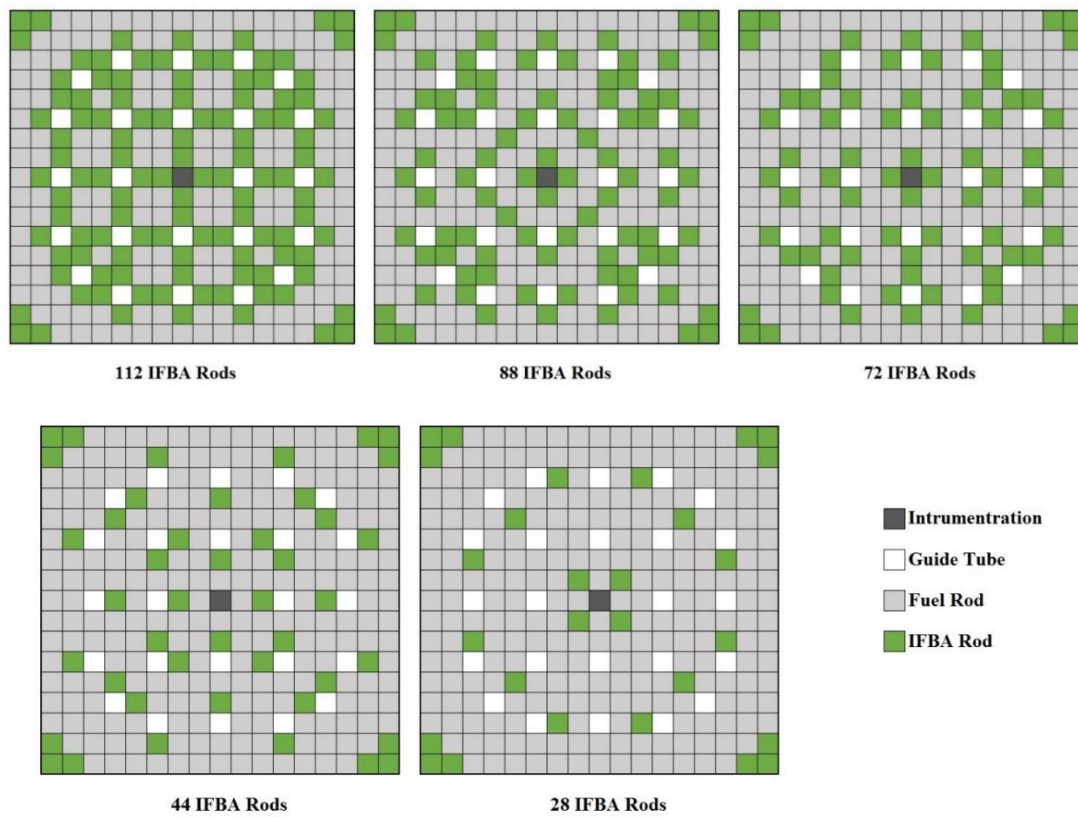 112 IFBA Rods
88 IFBA Rods
72 IFBA Rods
44 IFBA Rods
28 IFBA Rods
Intrumentration
Guide Tube
Fuel Rod
IFBA Rod